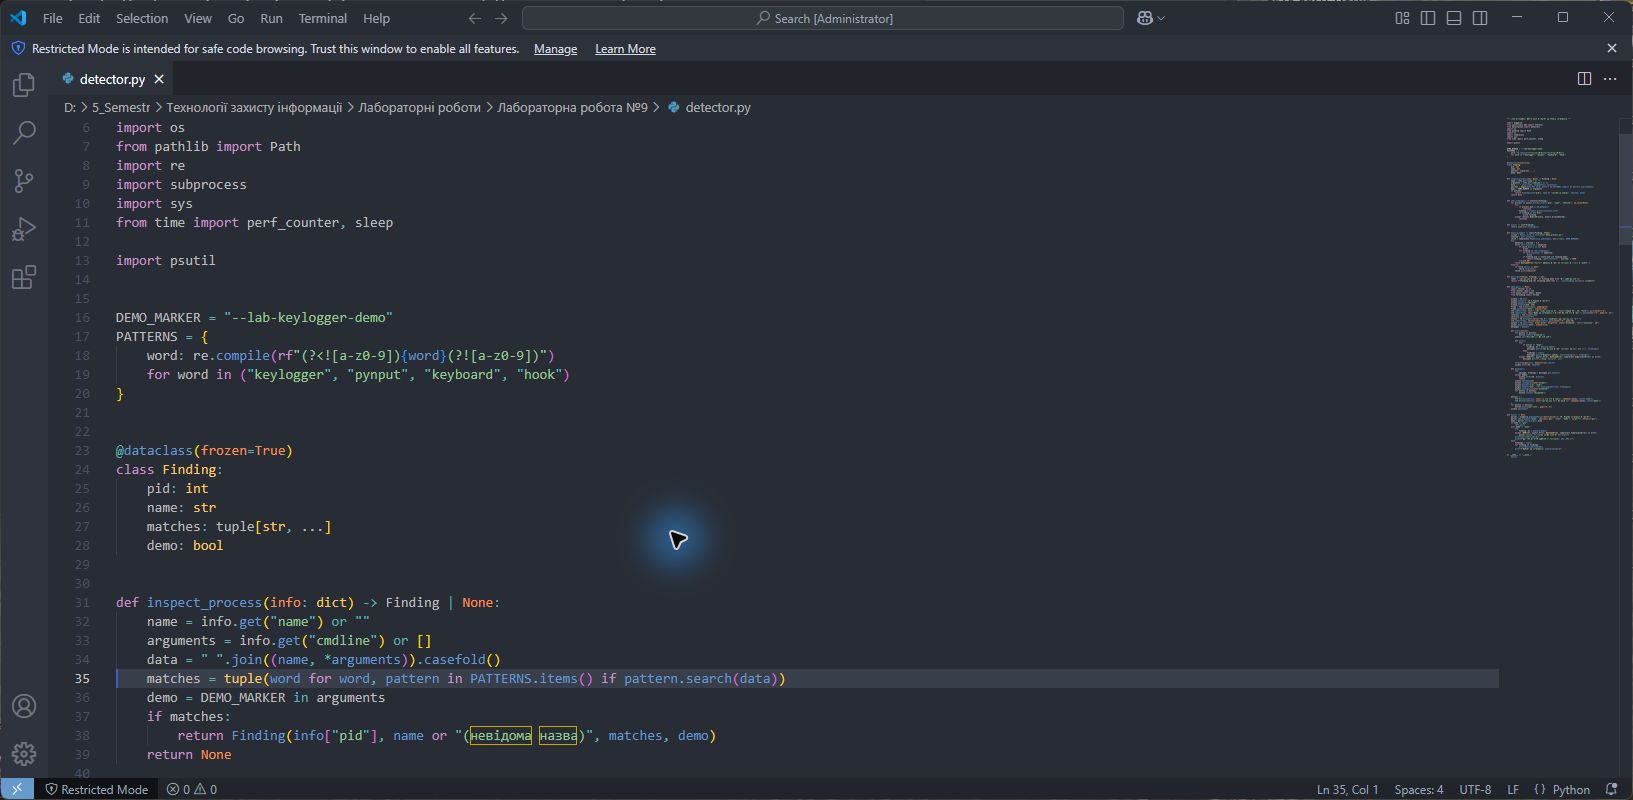 File Edit Selection View Go Run Terminal Help
Search [Administrator]
Restricted Mode is intended for safe code browsing. Trust this window to enable all features. Manage Learn More
detector.py
D: > 5_Semestr > Технології захисту інформації > Лабораторні роботи > Лабораторна робота №9 > detector.py
6 import os
7 from pathlib import Path
8 import re
9 import subprocess
10 import sys
11 from time import perf_counter, sleep
12
13 import psutil
14
15
16 DEMO_MARKER = "--lab-keylogger-demo"
17 PATTERNS = {
18     word: re.compile(rf"(?<![a-z0-9]){word}(?![a-z0-9])")
19     for word in ("keylogger", "pynput", "keyboard", "hook")
20 }
21
22
23 @dataclass(frozen=True)
24 class Finding:
25     pid: int
26     name: str
27     matches: tuple[str, ...]
28     demo: bool
29
30
31 def inspect_process(info: dict) -> Finding | None:
32     name = info.get("name") or ""
33     arguments = info.get("cmdline") or []
34     data = " ".join((name, *arguments)).casefold()
35     matches = tuple(word for word, pattern in PATTERNS.items() if pattern.search(data))
36     demo = DEMO_MARKER in arguments
37     if matches:
38         return Finding(info["pid"], name or "(невідома назва)", matches, demo)
39     return None
40
Restricted Mode 0 0 Ln 35, Col 1 Spaces: 4 UTF-8 LF {} Python